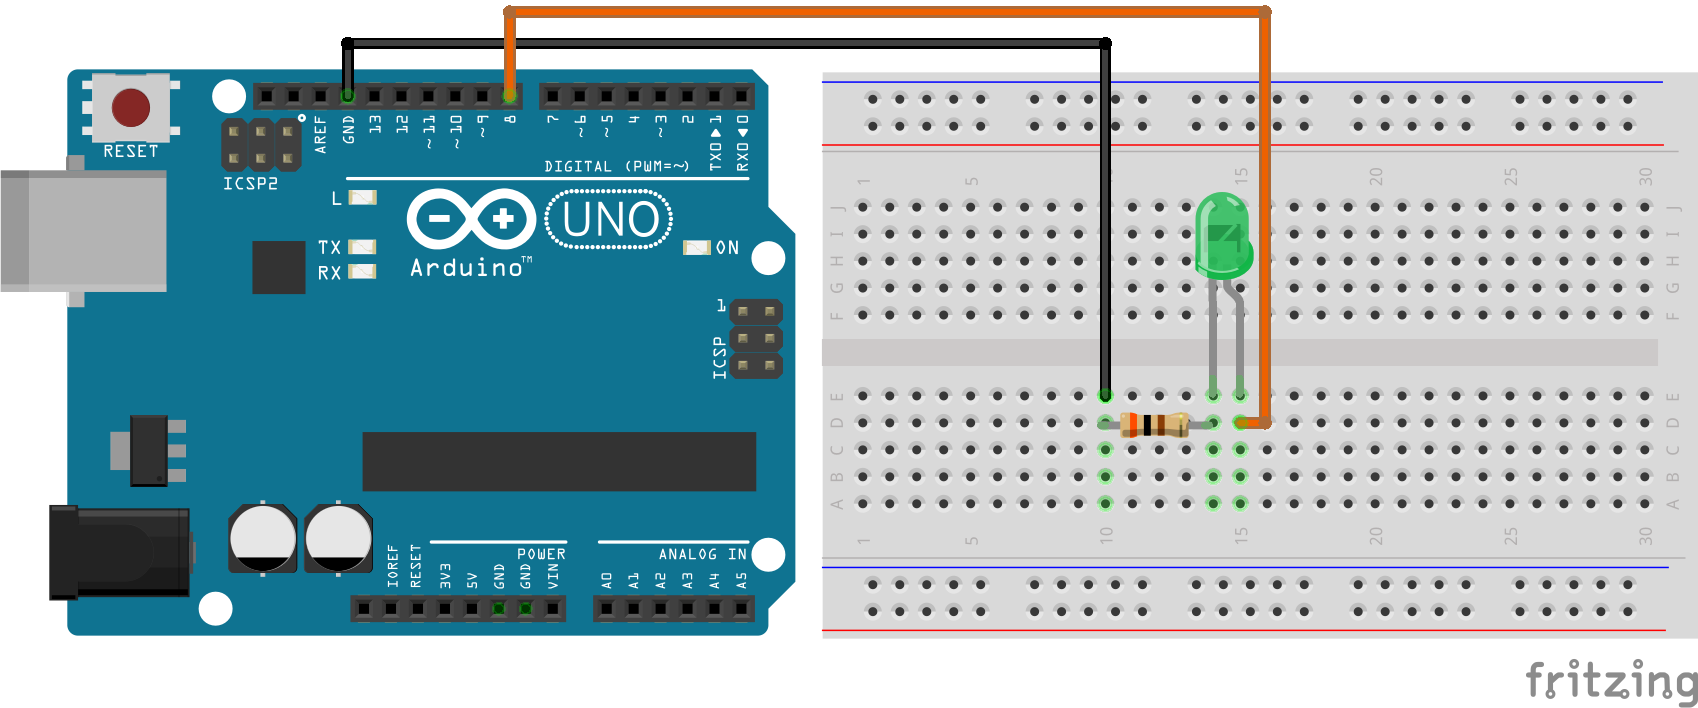 RESET
ICSP2
AREF
GND
13
12
~11
~10
~9
8
7
~6
~5
4
~3
2
TX0▶1
RX0◀0
DIGITAL (PWM=~)
L
TX
RX
Arduino™
UNO
ON
1
ICSP
IOREF
RESET
3V3
5V
GND
GND
VIN
POWER
ANALOG IN
A0
A1
A2
A3
A4
A5
1 5 15 20 25 30
J J
I I
H H
G G
F F
E E
D D
C C
B B
A A
1 5 10 15 20 25 30
fritzing